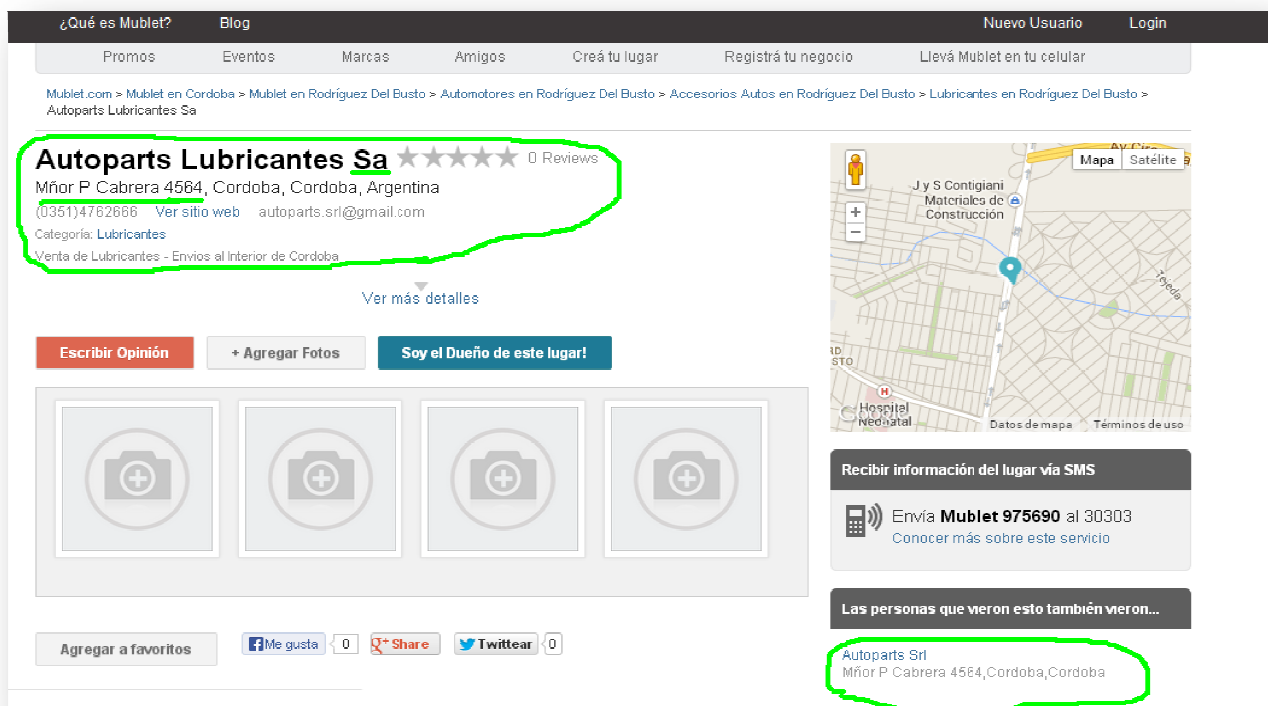 ¿Qué es Mublet? Blog Nuevo Usuario Login
Promos Eventos Marcas Amigos Creá tu lugar Registrá tu negocio Llevá Mublet en tu celular
Mublet.com > Mublet en Cordoba > Mublet en Rodríguez Del Busto > Automotores en Rodríguez Del Busto > Accesorios Autos en Rodríguez Del Busto > Lubricantes en Rodríguez Del Busto >
Autoparts Lubricantes Sa
Autoparts Lubricantes Sa 0 Reviews
Mñor P Cabrera 4564, Cordoba, Cordoba, Argentina
(0351)4762666 Ver sitio web autoparts.srl@gmail.com
Categoría: Lubricantes
Venta de Lubricantes - Envios al Interior de Cordoba
Ver más detalles
Escribir Opinión + Agregar Fotos Soy el Dueño de este lugar!
Mapa Satélite
J y S Contigiani
Materiales de
Construcción
Tejeda
Hospital
Neonatal
Google
Datos de mapa Términos de uso
Recibir información del lugar vía SMS
Envía Mublet 975690 al 30303
Conocer más sobre este servicio
Las personas que vieron esto también vieron...
Autoparts Srl
Mñor P Cabrera 4564,Cordoba,Cordoba
Agregar a favoritos Me gusta 0 Share Twittear 0